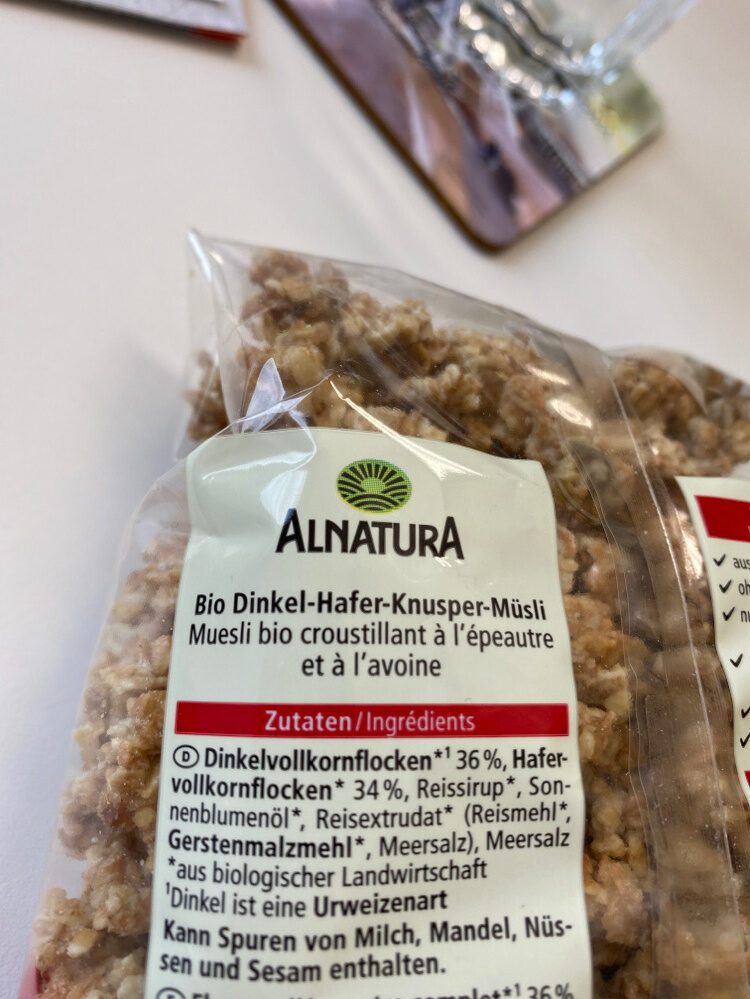 ALNATURA
Bio Dinkel-Hafer-Knusper-Müsli
Muesli bio croustillant à l'épeautre
et à l'avoine
Zutaten/Ingrédients
D Dinkelvollkornflocken*¹ 36 %, Hafer-
vollkornflocken* 34 %, Reissirup*, Son-
nenblumenöl*, Reisextrudat* (Reismehl*,
Gerstenmalzmehl*, Meersalz), Meersalz
*aus biologischer Landwirtschaft
¹Dinkel ist eine Urweizenart
Kann Spuren von Milch, Mandel, Nüs-
sen und Sesam enthalten.
36 %